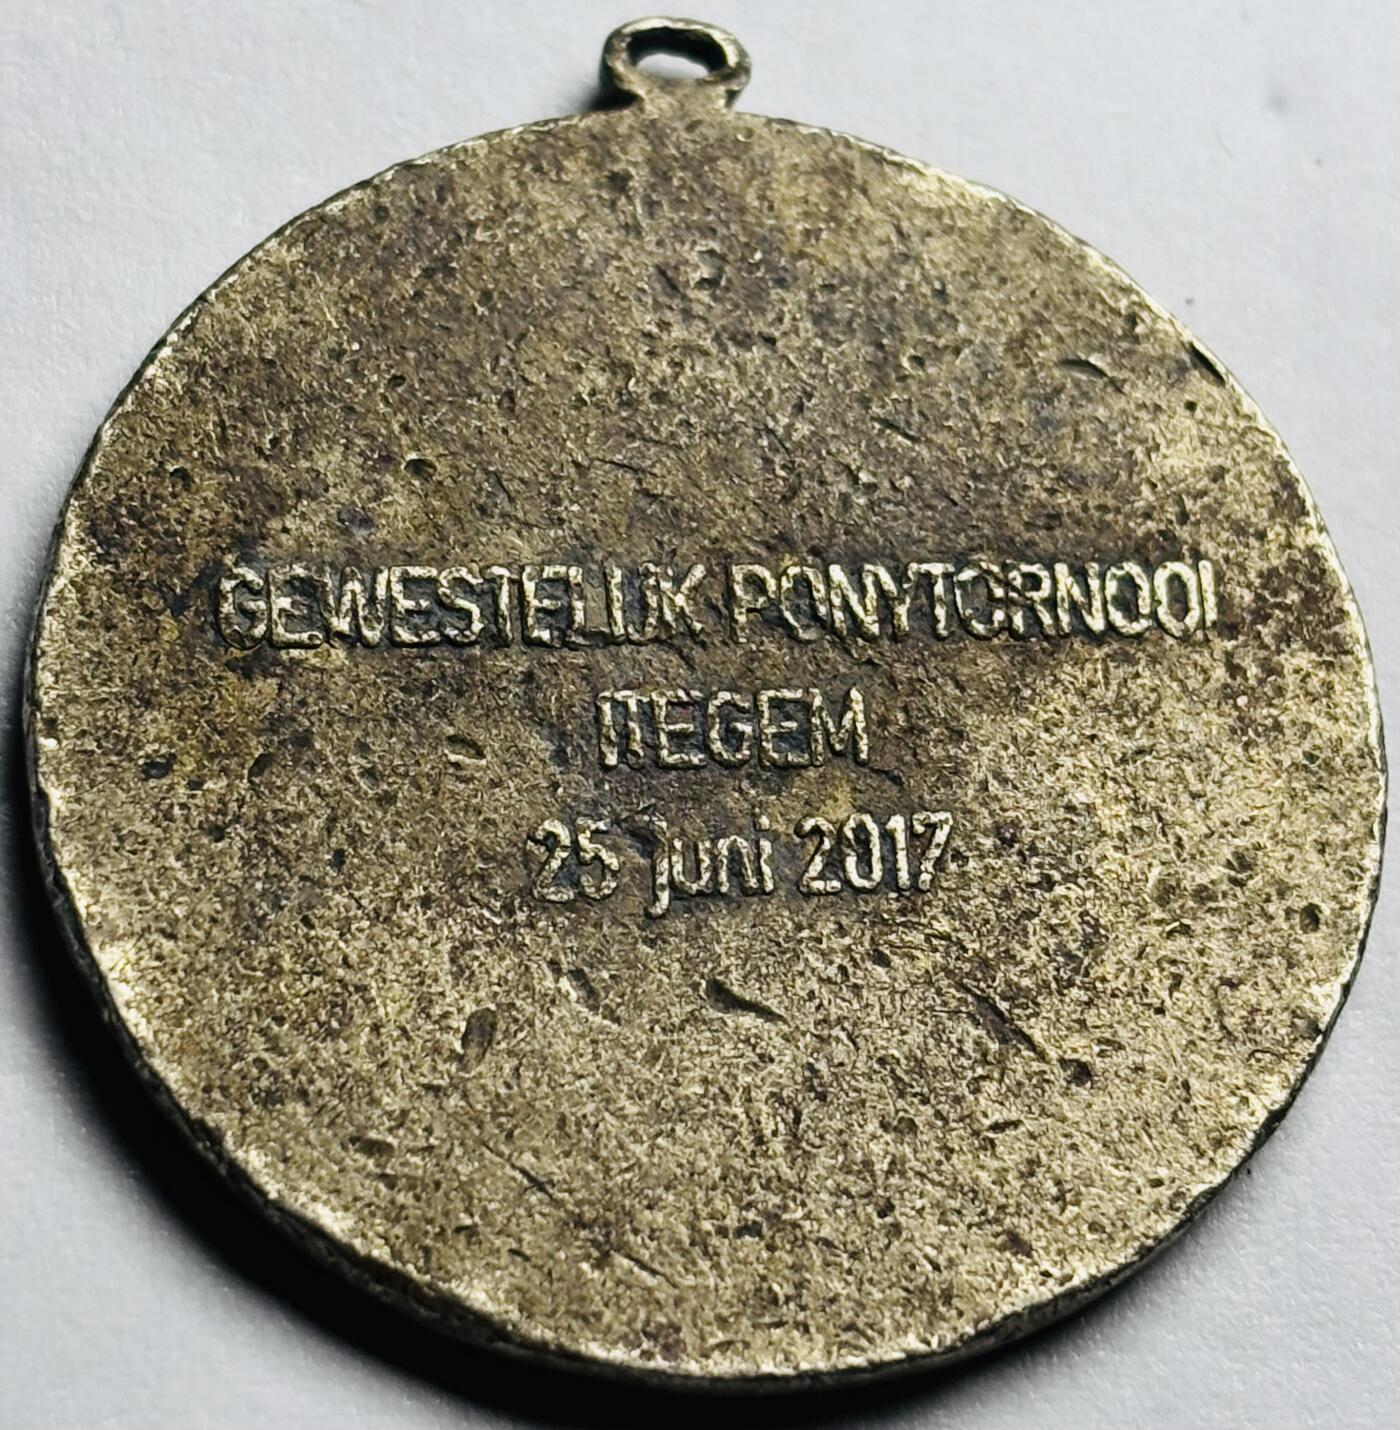 GEWESTELIJK PONYTORNOOI
ITEGEM
25 juni 2017